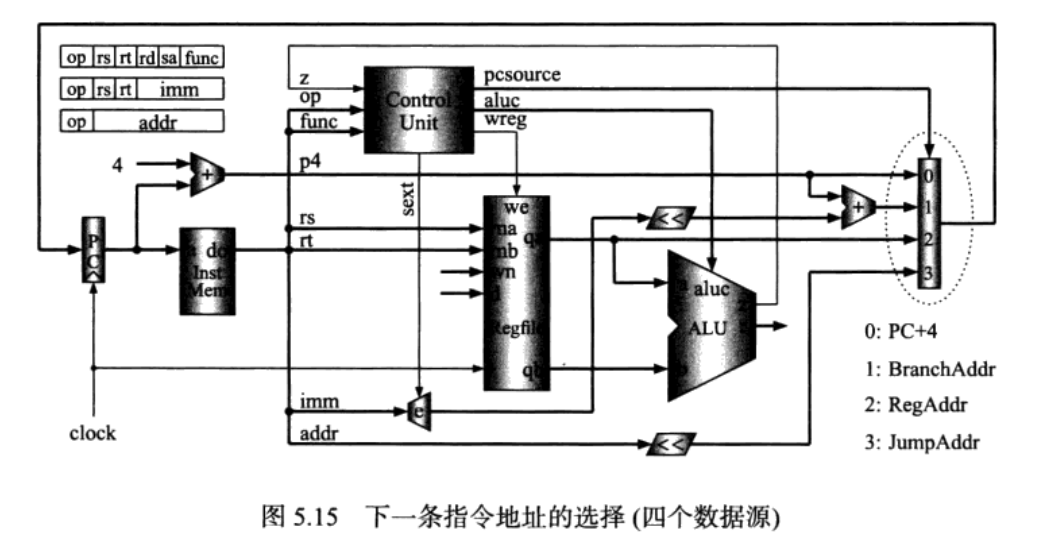 op rs rt rd sa func
op rs rt imm
op addr
z
op
func
Control
Unit
pcsource
aluc
wreg
4
+
p4
sext
rs
rt
we
na
nb
wn
d
q
Regfile
qb
P
C
a do
Inst
Mem
<<
+
0
1
2
3
a
aluc
z
ALU
b
imm
e
addr
<<
clock
0: PC+4
1: BranchAddr
2: RegAddr
3: JumpAddr
图 5.15 下一条指令地址的选择 (四个数据源)